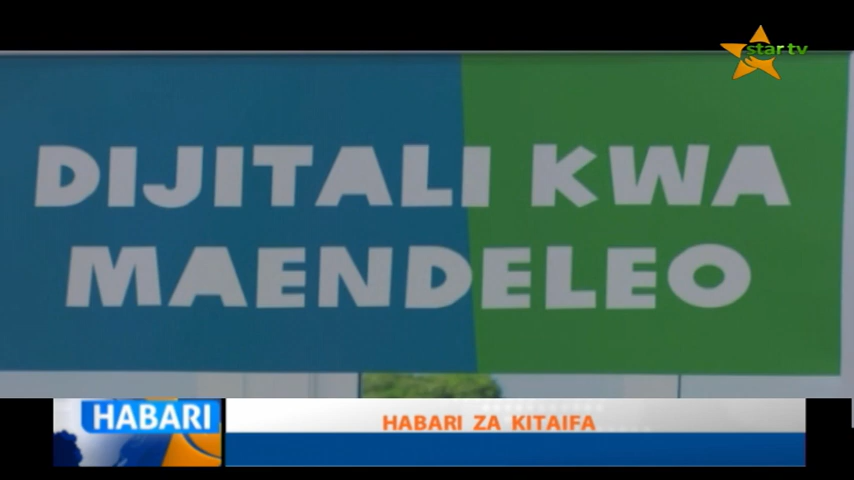 star tv
DIJITALI KWA
MAENDELEO
HABARI
HABARI ZA KITAIFA